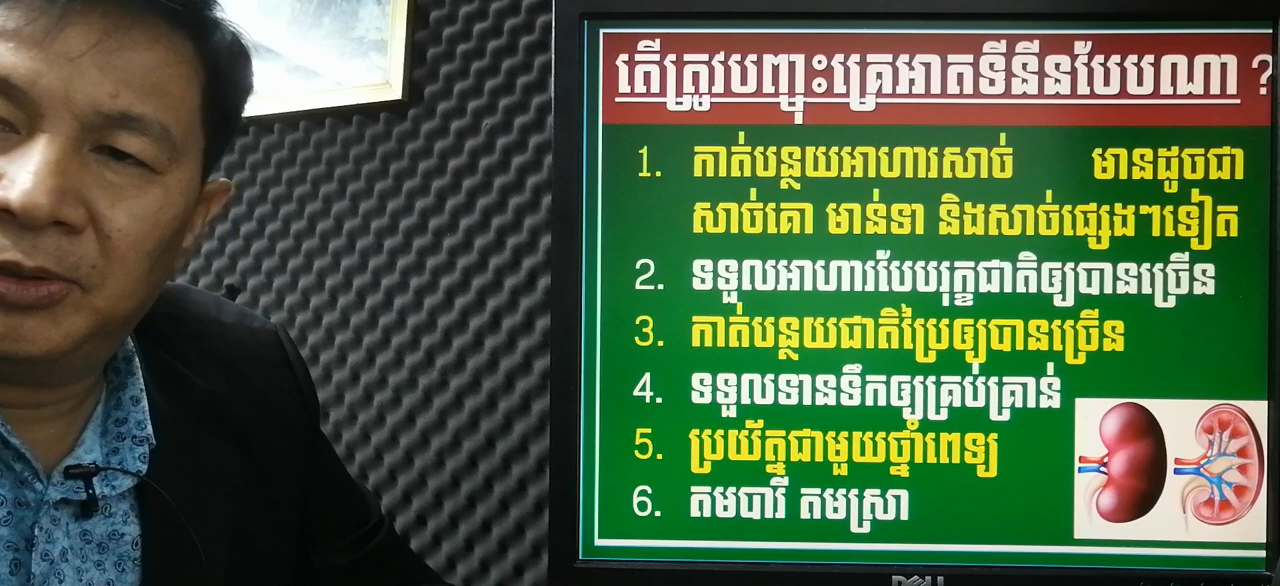 តើត្រូវបញ្ចុះគ្រេអាតទីនីនបែបណា ?
1. កាត់បន្ថយអាហារសាច់ មានដូចជា
សាច់គោ មាន់ទា និងសាច់ផ្សេងៗទៀត
2. ទទួលអាហារបែបរុក្ខជាតិឲ្យបានច្រើន
3. កាត់បន្ថយជាតិប្រៃឲ្យបានច្រើន
4. ទទួលទានទឹកឲ្យគ្រប់គ្រាន់
5. ប្រយ័ត្នជាមួយថ្នាំពេទ្យ
6. តមបារី តមស្រា
DELL